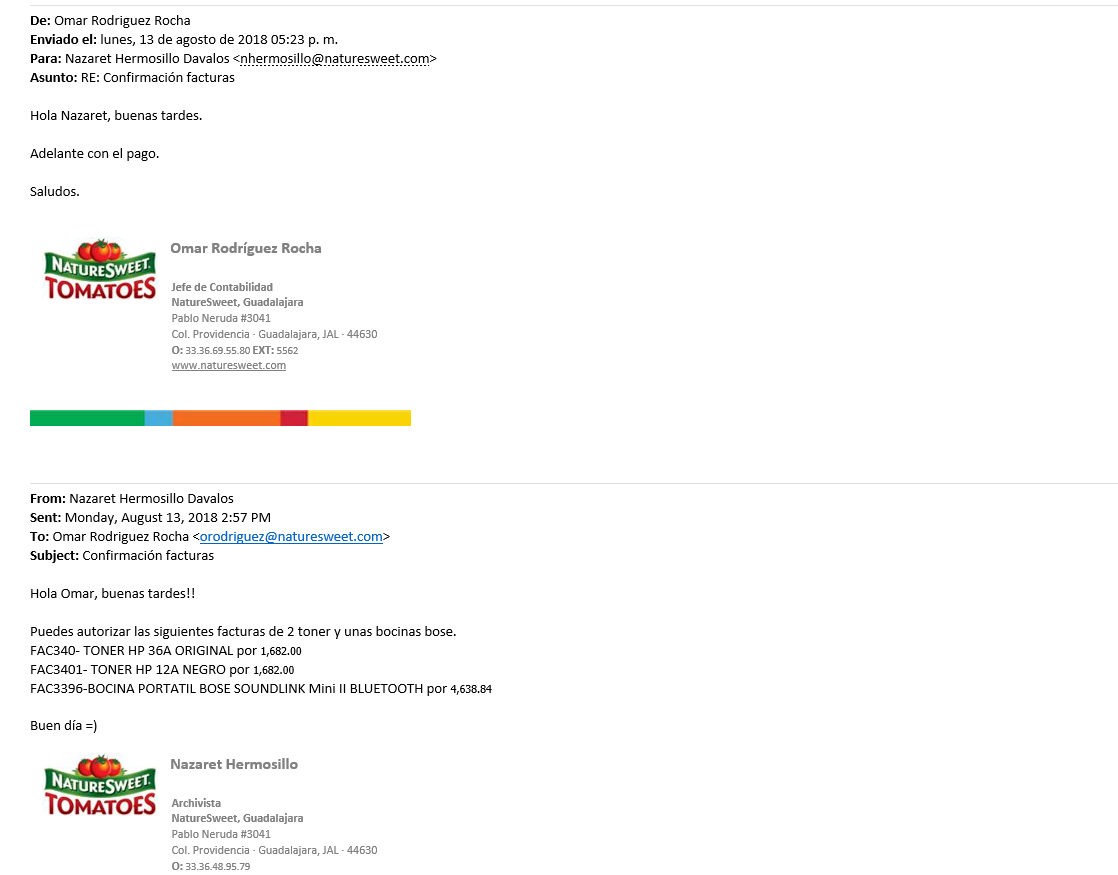 De: Omar Rodriguez Rocha
Enviado el: lunes, 13 de agosto de 2018 05:23 p. m.
Para: Nazaret Hermosillo Davalos <nhermosillo@naturesweet.com>
Asunto: RE: Confirmación facturas
Hola Nazaret, buenas tardes.
Adelante con el pago.
Saludos.
NATURESWEET
TOMATOES
Omar Rodríguez Rocha
Jefe de Contabilidad
NatureSweet, Guadalajara
Pablo Neruda #3041
Col. Providencia · Guadalajara, JAL · 44630
O: 33.36.69.55.80 EXT: 5562
www.naturesweet.com
From: Nazaret Hermosillo Davalos
Sent: Monday, August 13, 2018 2:57 PM
To: Omar Rodriguez Rocha <orodriguez@naturesweet.com>
Subject: Confirmación facturas
Hola Omar, buenas tardes!!
Puedes autorizar las siguientes facturas de 2 toner y unas bocinas bose.
FAC340- TONER HP 36A ORIGINAL por 1,682.00
FAC3401- TONER HP 12A NEGRO por 1,682.00
FAC3396-BOCINA PORTATIL BOSE SOUNDLINK Mini II BLUETOOTH por 4,638.84
Buen día =)
NATURESWEET
TOMATOES
Nazaret Hermosillo
Archivista
NatureSweet, Guadalajara
Pablo Neruda #3041
Col. Providencia · Guadalajara, JAL · 44630
O: 33.36.48.95.79